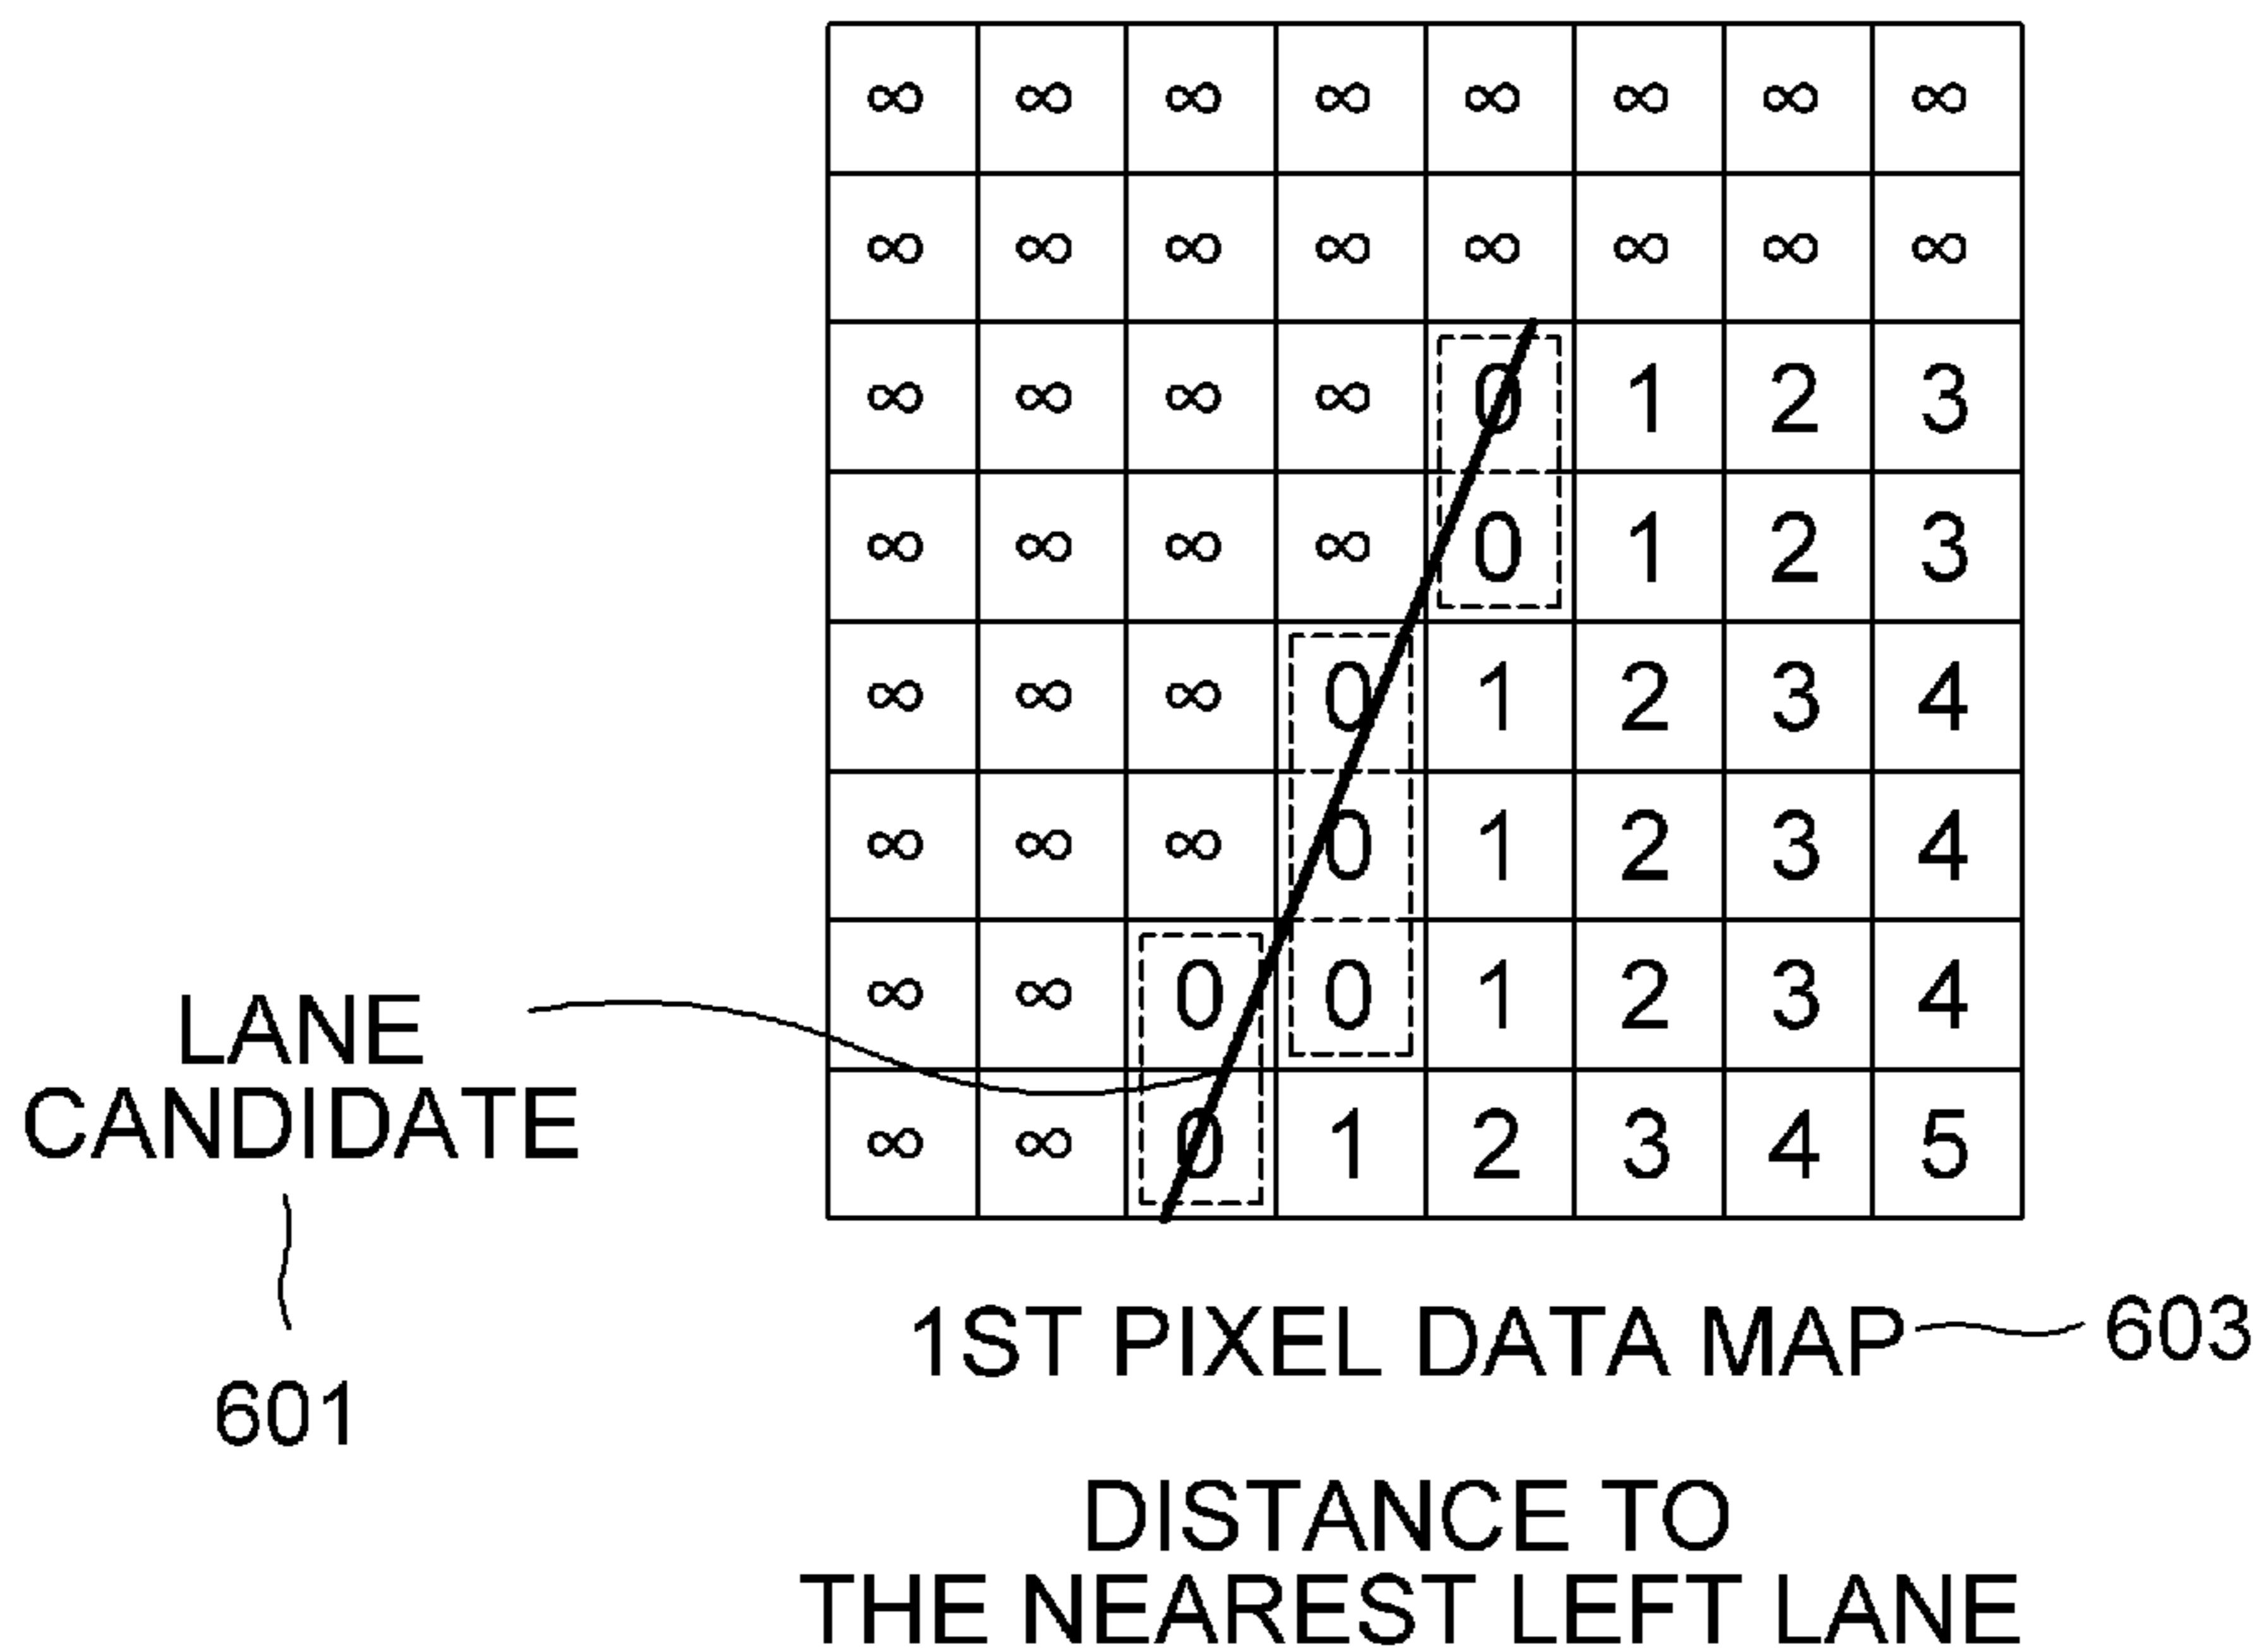 ∞ ∞ ∞ ∞ ∞ ∞ ∞ ∞
∞ ∞ ∞ ∞ ∞ ∞ ∞ ∞
∞ ∞ ∞ ∞ 0 1 2 3
∞ ∞ ∞ ∞ 0 1 2 3
∞ ∞ ∞ 0 1 2 3 4
∞ ∞ ∞ 0 1 2 3 4
∞ ∞ 0 0 1 2 3 4
∞ ∞ 0 1 2 3 4 5
LANE
CANDIDATE
601
1ST PIXEL DATA MAP 603
DISTANCE TO
THE NEAREST LEFT LANE